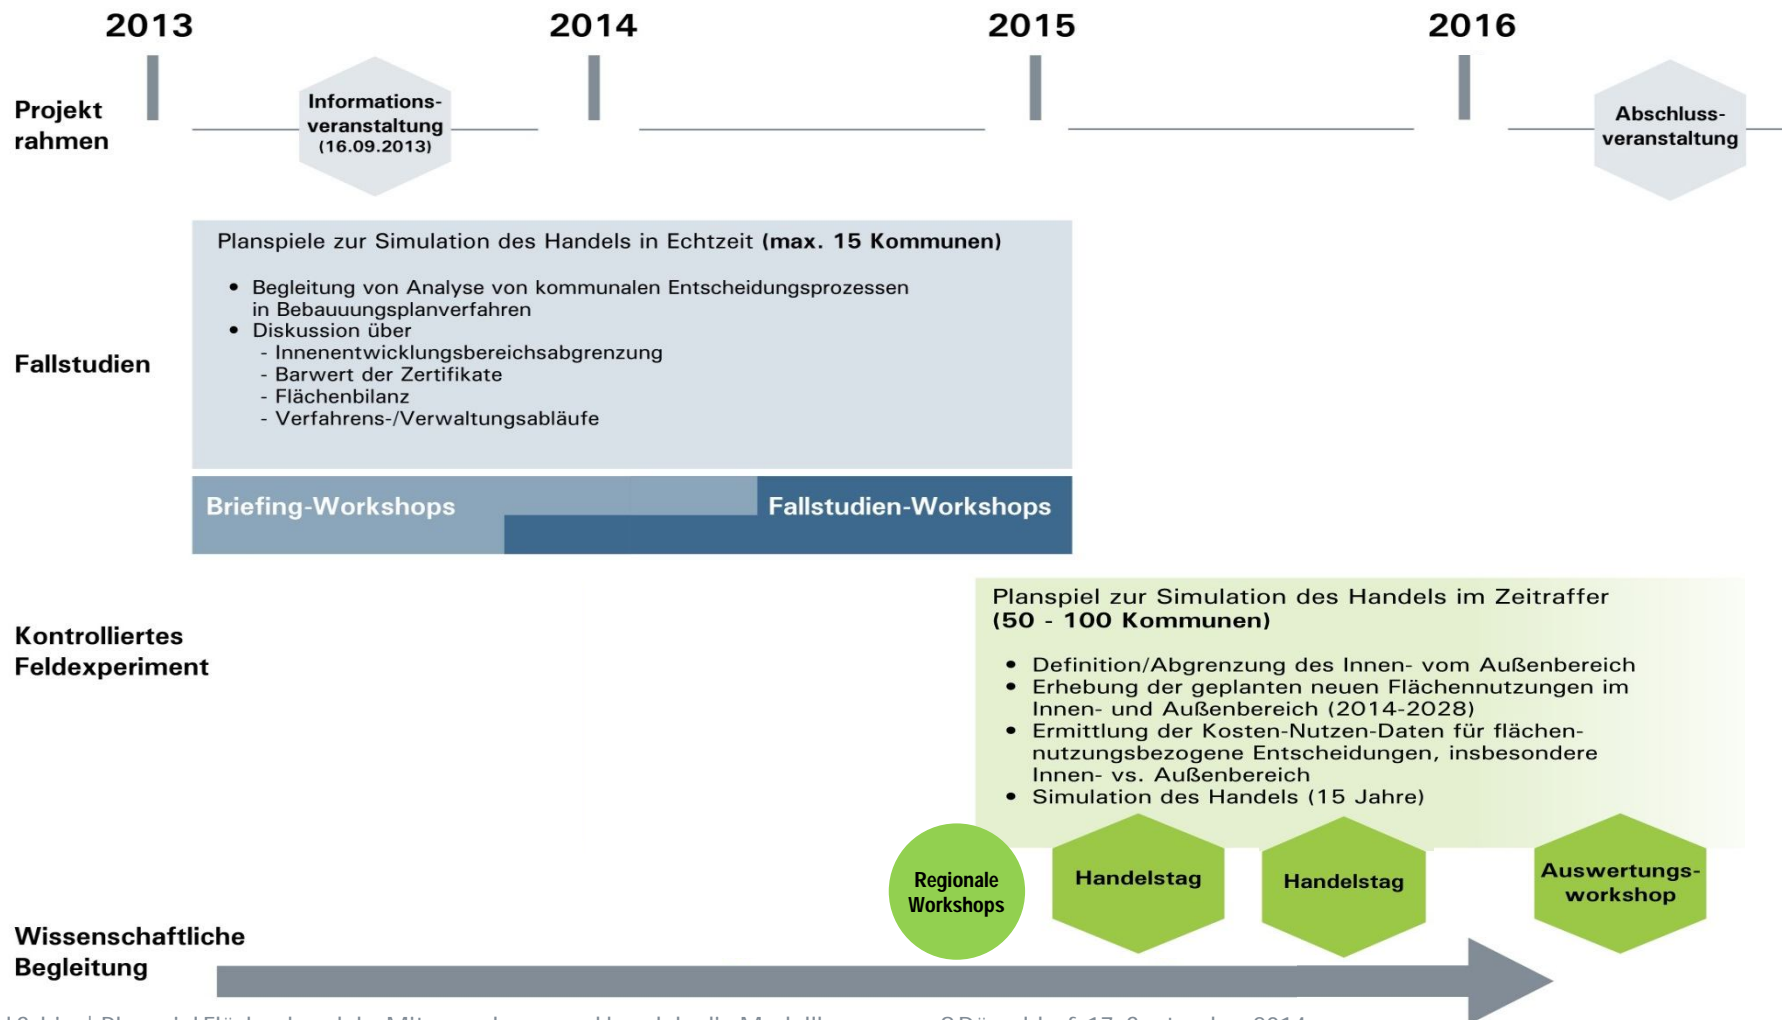 2013
2014
2015
2016
Projekt
rahmen
Informations-
veranstaltung
(16.09.2013)
Abschluss-
veranstaltung
Fallstudien
Planspiele zur Simulation des Handels in Echtzeit (max. 15 Kommunen)
• Begleitung von Analyse von kommunalen Entscheidungsprozessen
in Bebauuungsplanverfahren
• Diskussion über
- Innenentwicklungsbereichsabgrenzung
- Barwert der Zertifikate
- Flächenbilanz
- Verfahrens-/Verwaltungsabläufe
Briefing-Workshops
Fallstudien-Workshops
Kontrolliertes
Feldexperiment
Planspiel zur Simulation des Handels im Zeitraffer
(50 - 100 Kommunen)
• Definition/Abgrenzung des Innen- vom Außenbereich
• Erhebung der geplanten neuen Flächennutzungen im
Innen- und Außenbereich (2014-2028)
• Ermittlung der Kosten-Nutzen-Daten für flächen-
nutzungsbezogene Entscheidungen, insbesondere
Innen- vs. Außenbereich
• Simulation des Handels (15 Jahre)
Regionale
Workshops
Handelstag
Handelstag
Auswertungs-
workshop
Wissenschaftliche
Begleitung